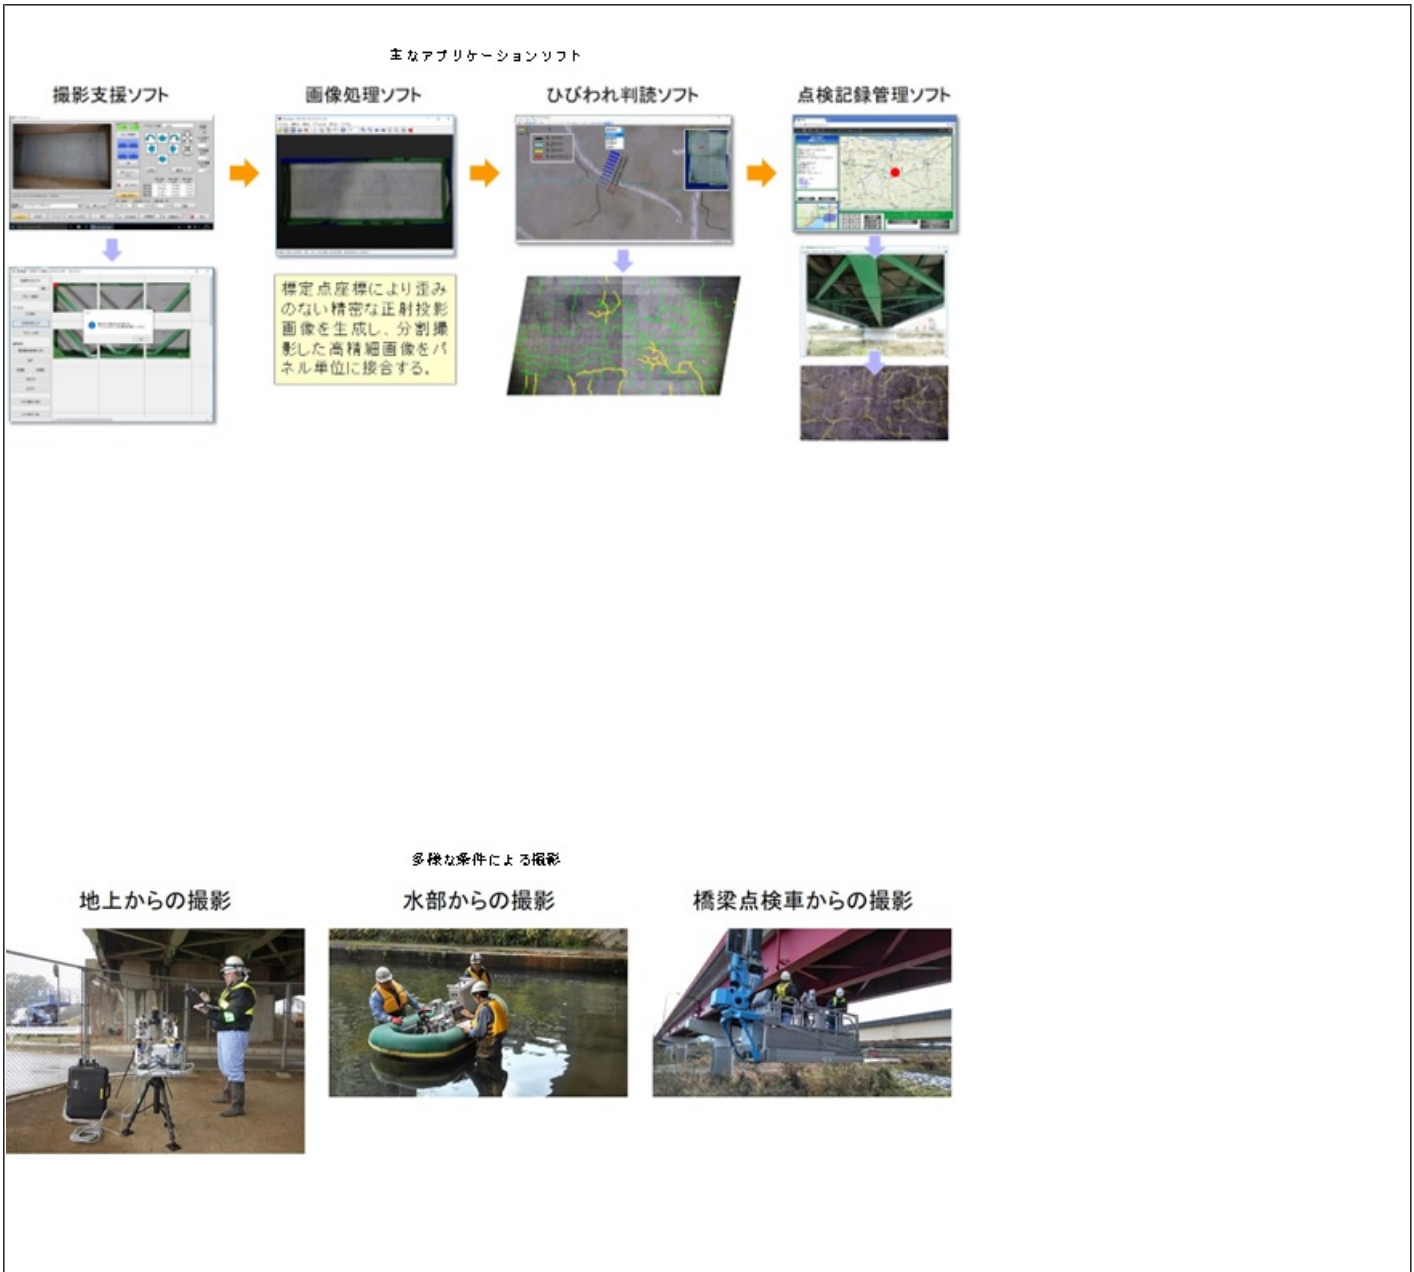 主なアプリケーションソフト
撮影支援ソフト
画像処理ソフト
ひびわれ判読ソフト
点検記録管理ソフト
標定点座標により歪み
のない精密な正射投影
画像を生成し、分割撮
影した高精細画像をパ
ネル単位に接合する。
多様な条件による撮影
地上からの撮影
水部からの撮影
橋梁点検車からの撮影